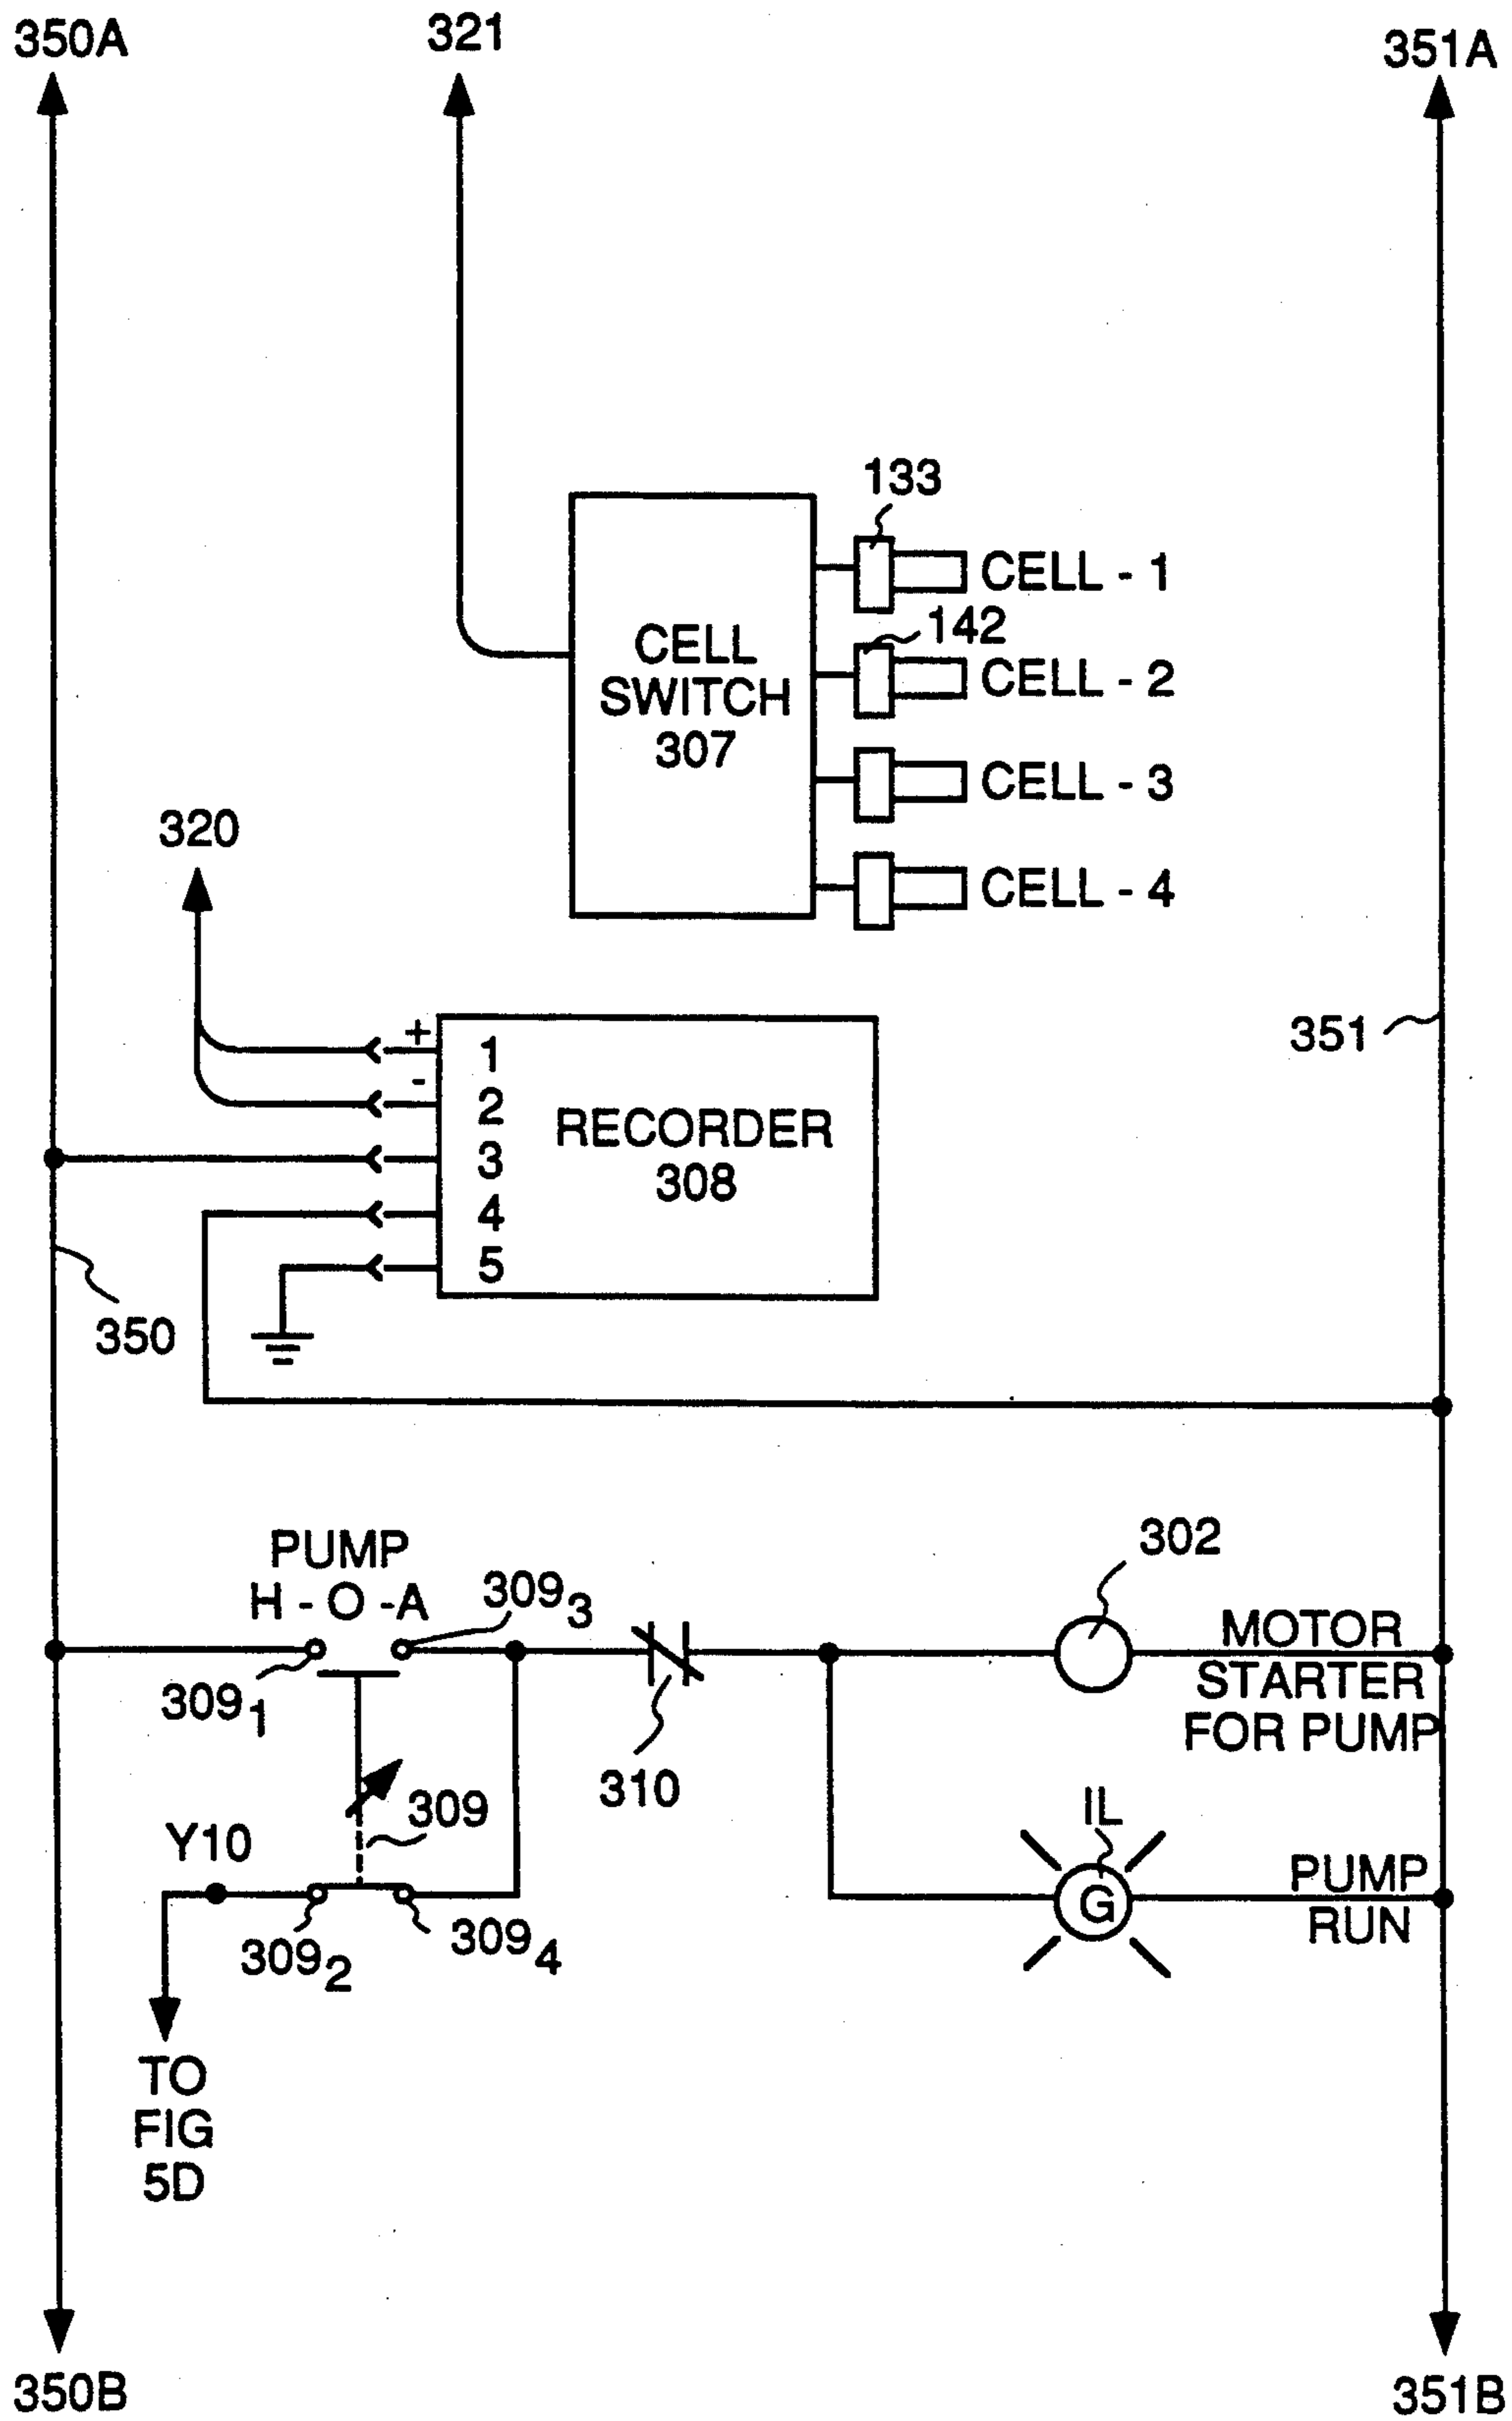 350A
321
351A
133
CELL - 1
142
CELL - 2
CELL
SWITCH
307
CELL - 3
CELL - 4
320
351
+
1
-
2
RECORDER
308
3
4
5
350
PUMP
H - O -A
309₃
302
309₁
MOTOR
STARTER
FOR PUMP
310
309
IL
Y10
G
PUMP
RUN
309₂
309₄
TO
FIG
5D
350B
351B